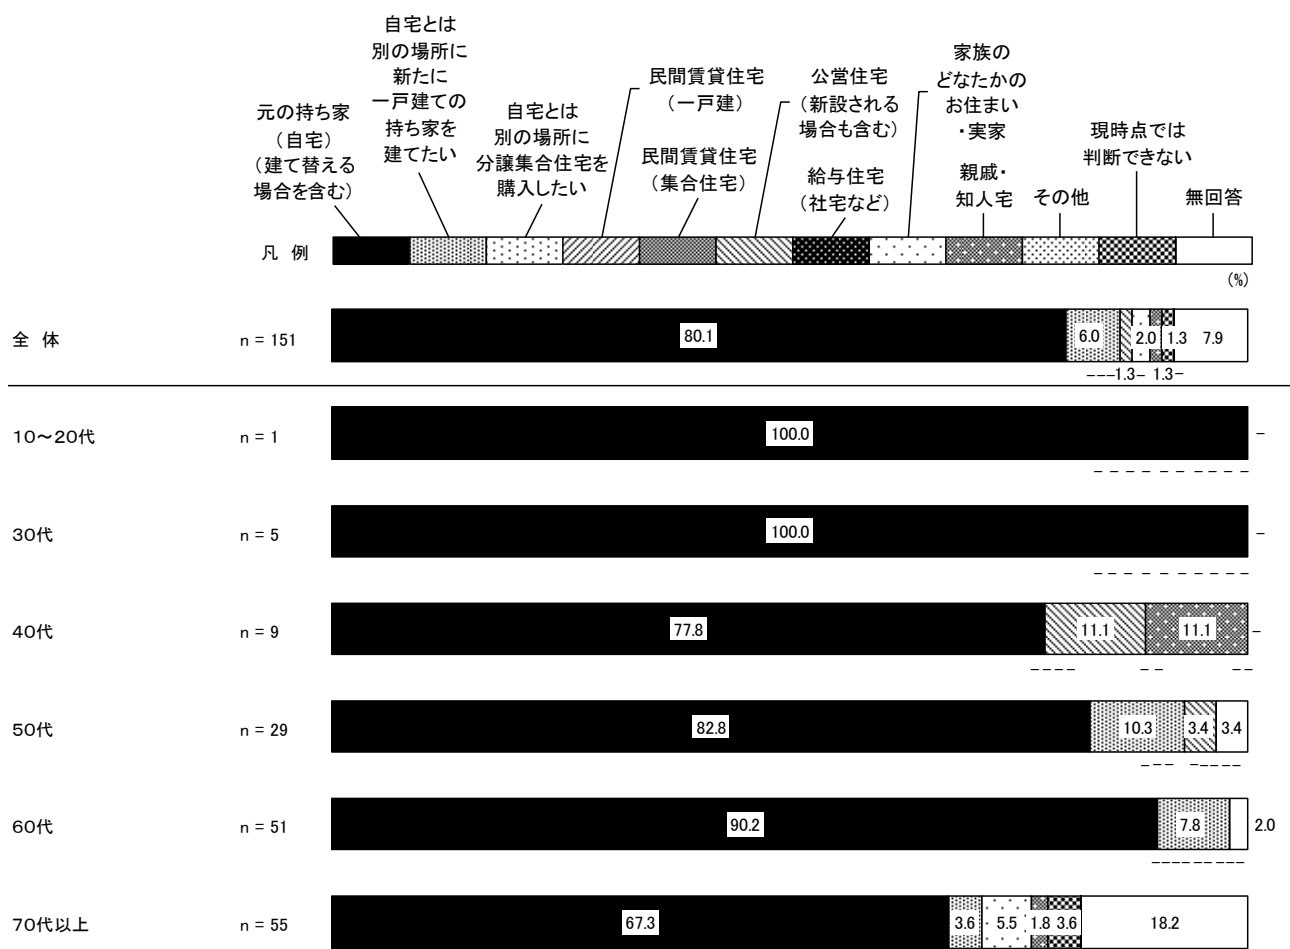 自宅とは
別の場所に
新たに
一戸建ての
持ち家を
建てたい
元の持ち家
（自宅）
（建て替える
場合を含む）
自宅とは
別の場所に
分譲集合住宅を
購入したい
民間賃貸住宅
（一戸建）
民間賃貸住宅
（集合住宅）
公営住宅
（新設される
場合も含む）
給与住宅
（社宅など）
家族の
どなたかの
お住まい
・実家
親戚・
知人宅
その他
現時点では
判断できない
無回答
凡 例
(%)
全 体 n = 151 80.1 6.0 2.0 1.3 7.9
---1.3- 1.3-
10～20代 n = 1 100.0 -
- - - - - - - - - -
30代 n = 5 100.0 -
- - - - - - - - - -
40代 n = 9 77.8 11.1 11.1 -
---- -- --
50代 n = 29 82.8 10.3 3.4 3.4
--- -----
60代 n = 51 90.2 7.8 2.0
----------
70代以上 n = 55 67.3 3.6 5.5 1.8 3.6 18.2